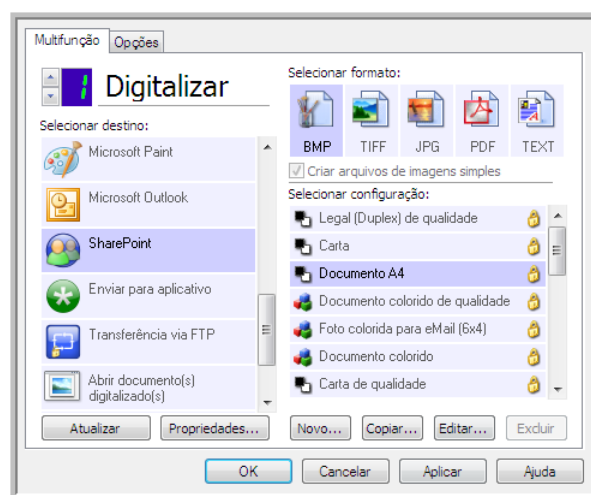 Multifunção
Opções
1
Digitalizar
Selecionar destino:
Microsoft Paint
Microsoft Outlook
SharePoint
Enviar para aplicativo
Transferência via FTP
Abrir documento(s)
digitalizado(s)
Atualizar
Propriedades...
Selecionar formato:
BMP
TIFF
JPG
PDF
TEXT
Criar arquivos de imagens simples
Selecionar configuração:
Legal (Duplex) de qualidade
Carta
Documento A4
Documento colorido de qualidade
Foto colorida para eMail (6x4)
Documento colorido
Carta de qualidade
Novo...
Copiar...
Editar...
Excluir
OK
Cancelar
Aplicar
Ajuda